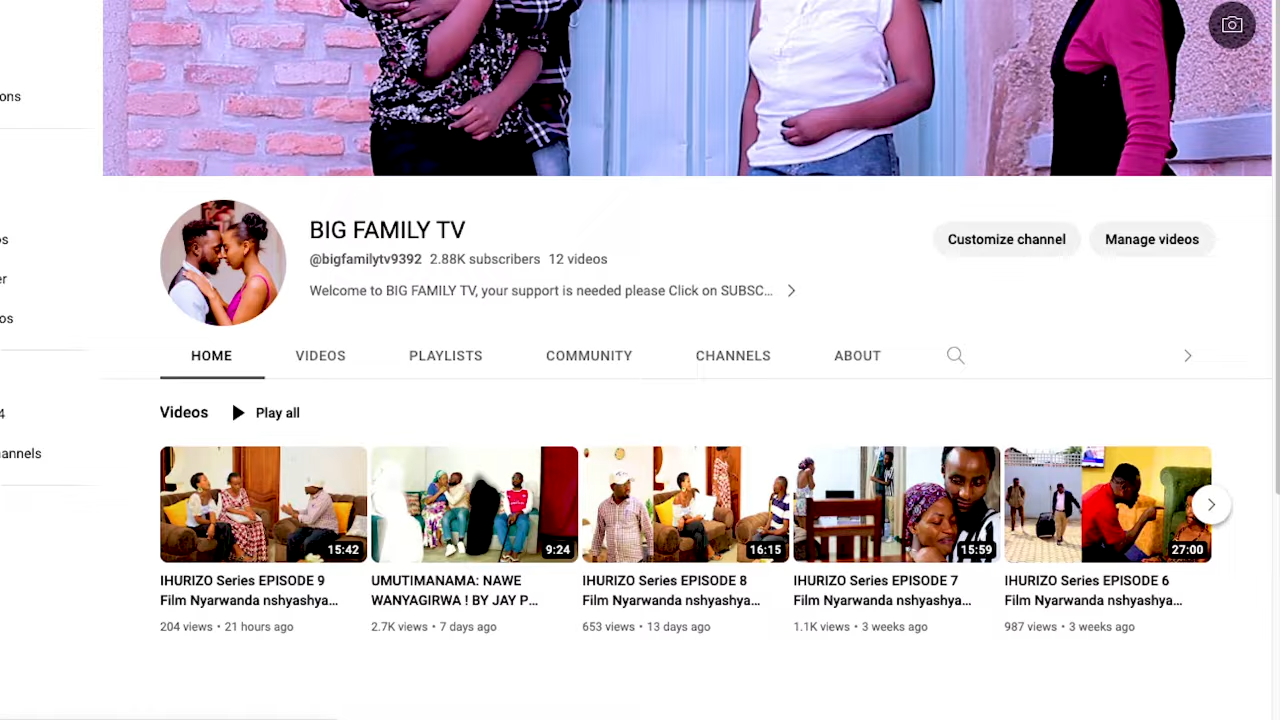 ons
s
er
os
4
annels
BIG FAMILY TV
Customize channel
Manage videos
@bigfamilytv9392 2.88K subscribers 12 videos
Welcome to BIG FAMILY TV, your support is needed please Click on SUBSC...
HOME VIDEOS PLAYLISTS COMMUNITY CHANNELS ABOUT
Videos Play all
15:42
9:24
16:15
15:59
27:00
IHURIZO Series EPISODE 9
Film Nyarwanda nshyashya...
204 views • 21 hours ago
UMUTIMANAMA: NAWE
WANYAGIRWA ! BY JAY P...
2.7K views • 7 days ago
IHURIZO Series EPISODE 8
Film Nyarwanda nshyashya...
653 views • 13 days ago
IHURIZO Series EPISODE 7
Film Nyarwanda nshyashya...
1.1K views • 3 weeks ago
IHURIZO Series EPISODE 6
Film Nyarwanda nshyashya...
987 views • 3 weeks ago